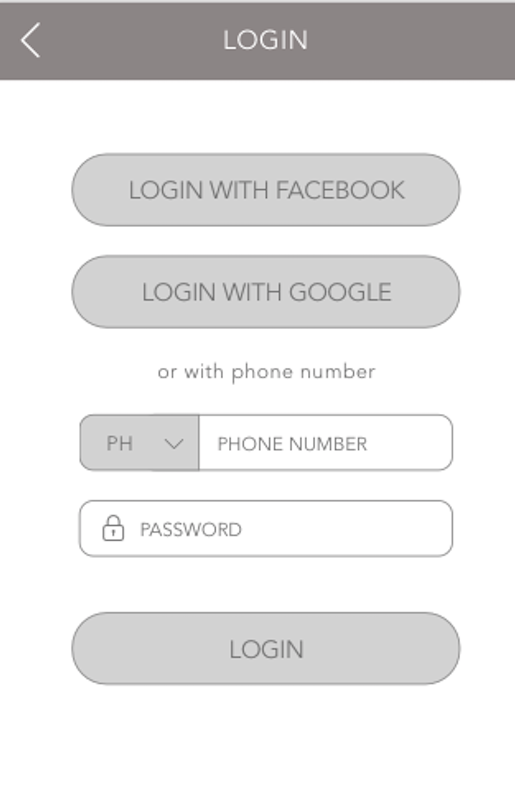 LOGIN
LOGIN WITH FACEBOOK
LOGIN WITH GOOGLE
or with phone number
PH PHONE NUMBER
PASSWORD
LOGIN